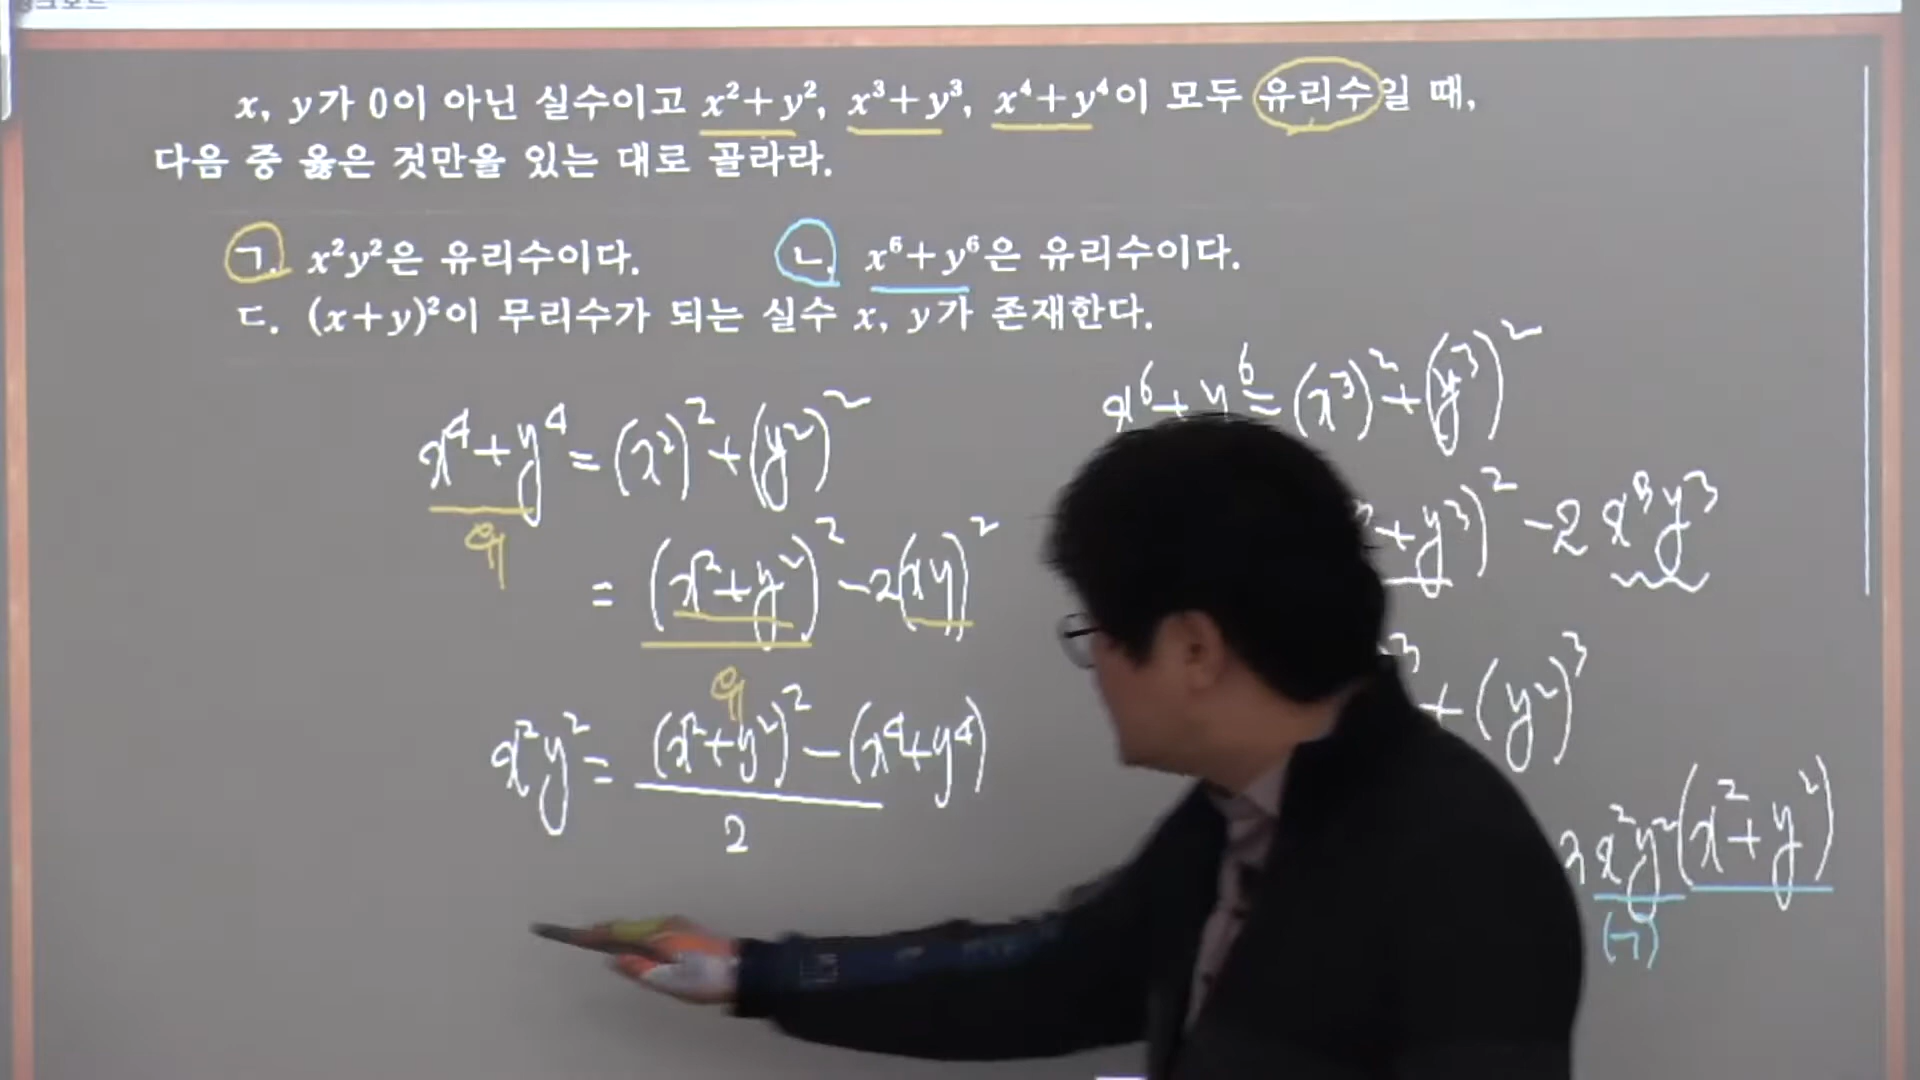 x, y가 0이 아닌 실수이고 x²+y², x³+y³, x⁴+y⁴이 모두 유리수일 때,
다음 중 옳은 것만을 있는 대로 골라라.
ㄱ. x²y²은 유리수이다. ㄴ. x⁶+y⁶은 유리수이다.
ㄷ. (x+y)²이 무리수가 되는 실수 x, y가 존재한다.
x⁴+y⁴=(x²)²+(y²)²
유
=(x²+y²)²-2(xy)²
유
x²y²=
(x²+y²)²-(x⁴+y⁴)
2
x⁶+y⁶=(x³)²+(y³)²
+y³)²-2x³y³
+(y²)³
x²y²(x²+y²)
(ㄱ)